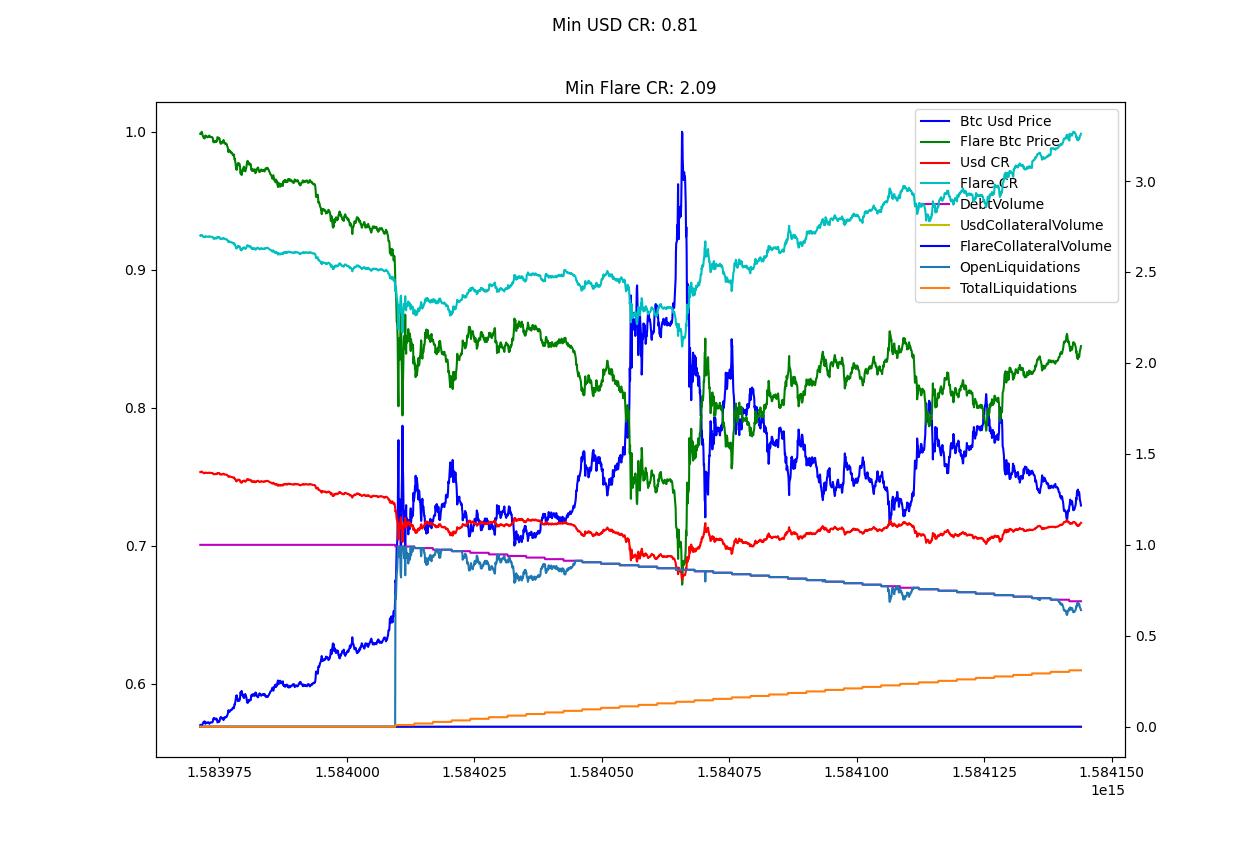 Min USD CR: 0.81
Min Flare CR: 2.09
Btc Usd Price
Flare Btc Price
Usd CR
Flare CR
DebtVolume
UsdCollateralVolume
FlareCollateralVolume
OpenLiquidations
TotalLiquidations
1.0
0.9
0.8
0.7
0.6
3.0
2.5
2.0
1.5
1.0
0.5
0.0
1.583975
1.584000
1.584025
1.584050
1.584075
1.584100
1.584125
1.584150
1e15